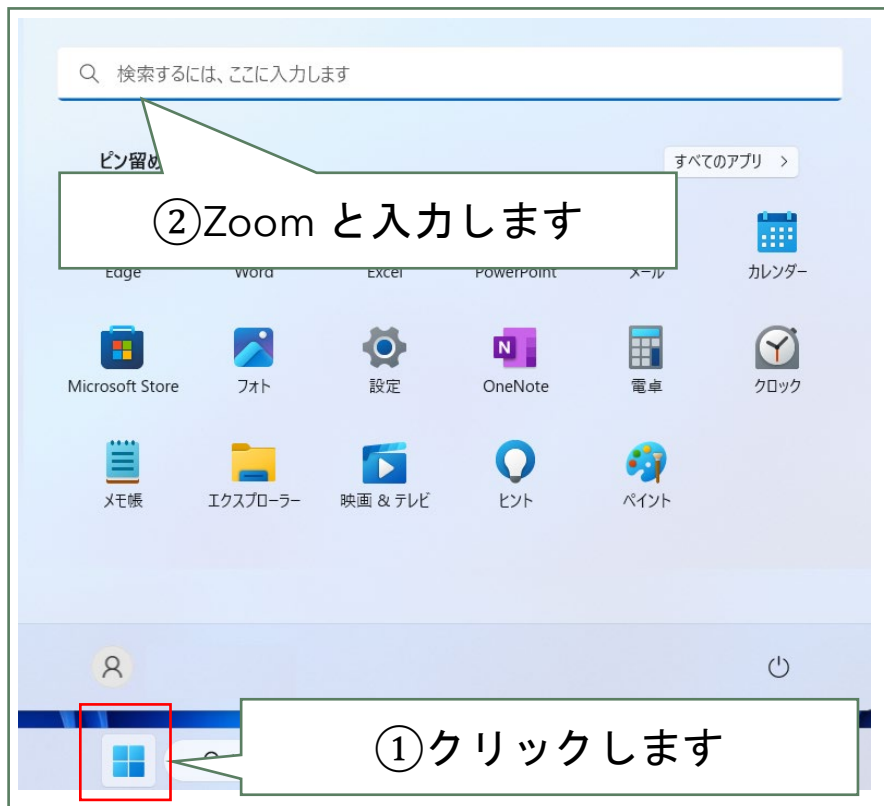 検索するには、ここに入力します
ピン留め
すべてのアプリ >
②Zoom と入力します
Edge Word Excel PowerPoint メール カレンダー
Microsoft Store フォト 設定 OneNote 電卓 クロック
メモ帳 エクスプローラー 映画 & テレビ ヒント ペイント
①クリックします